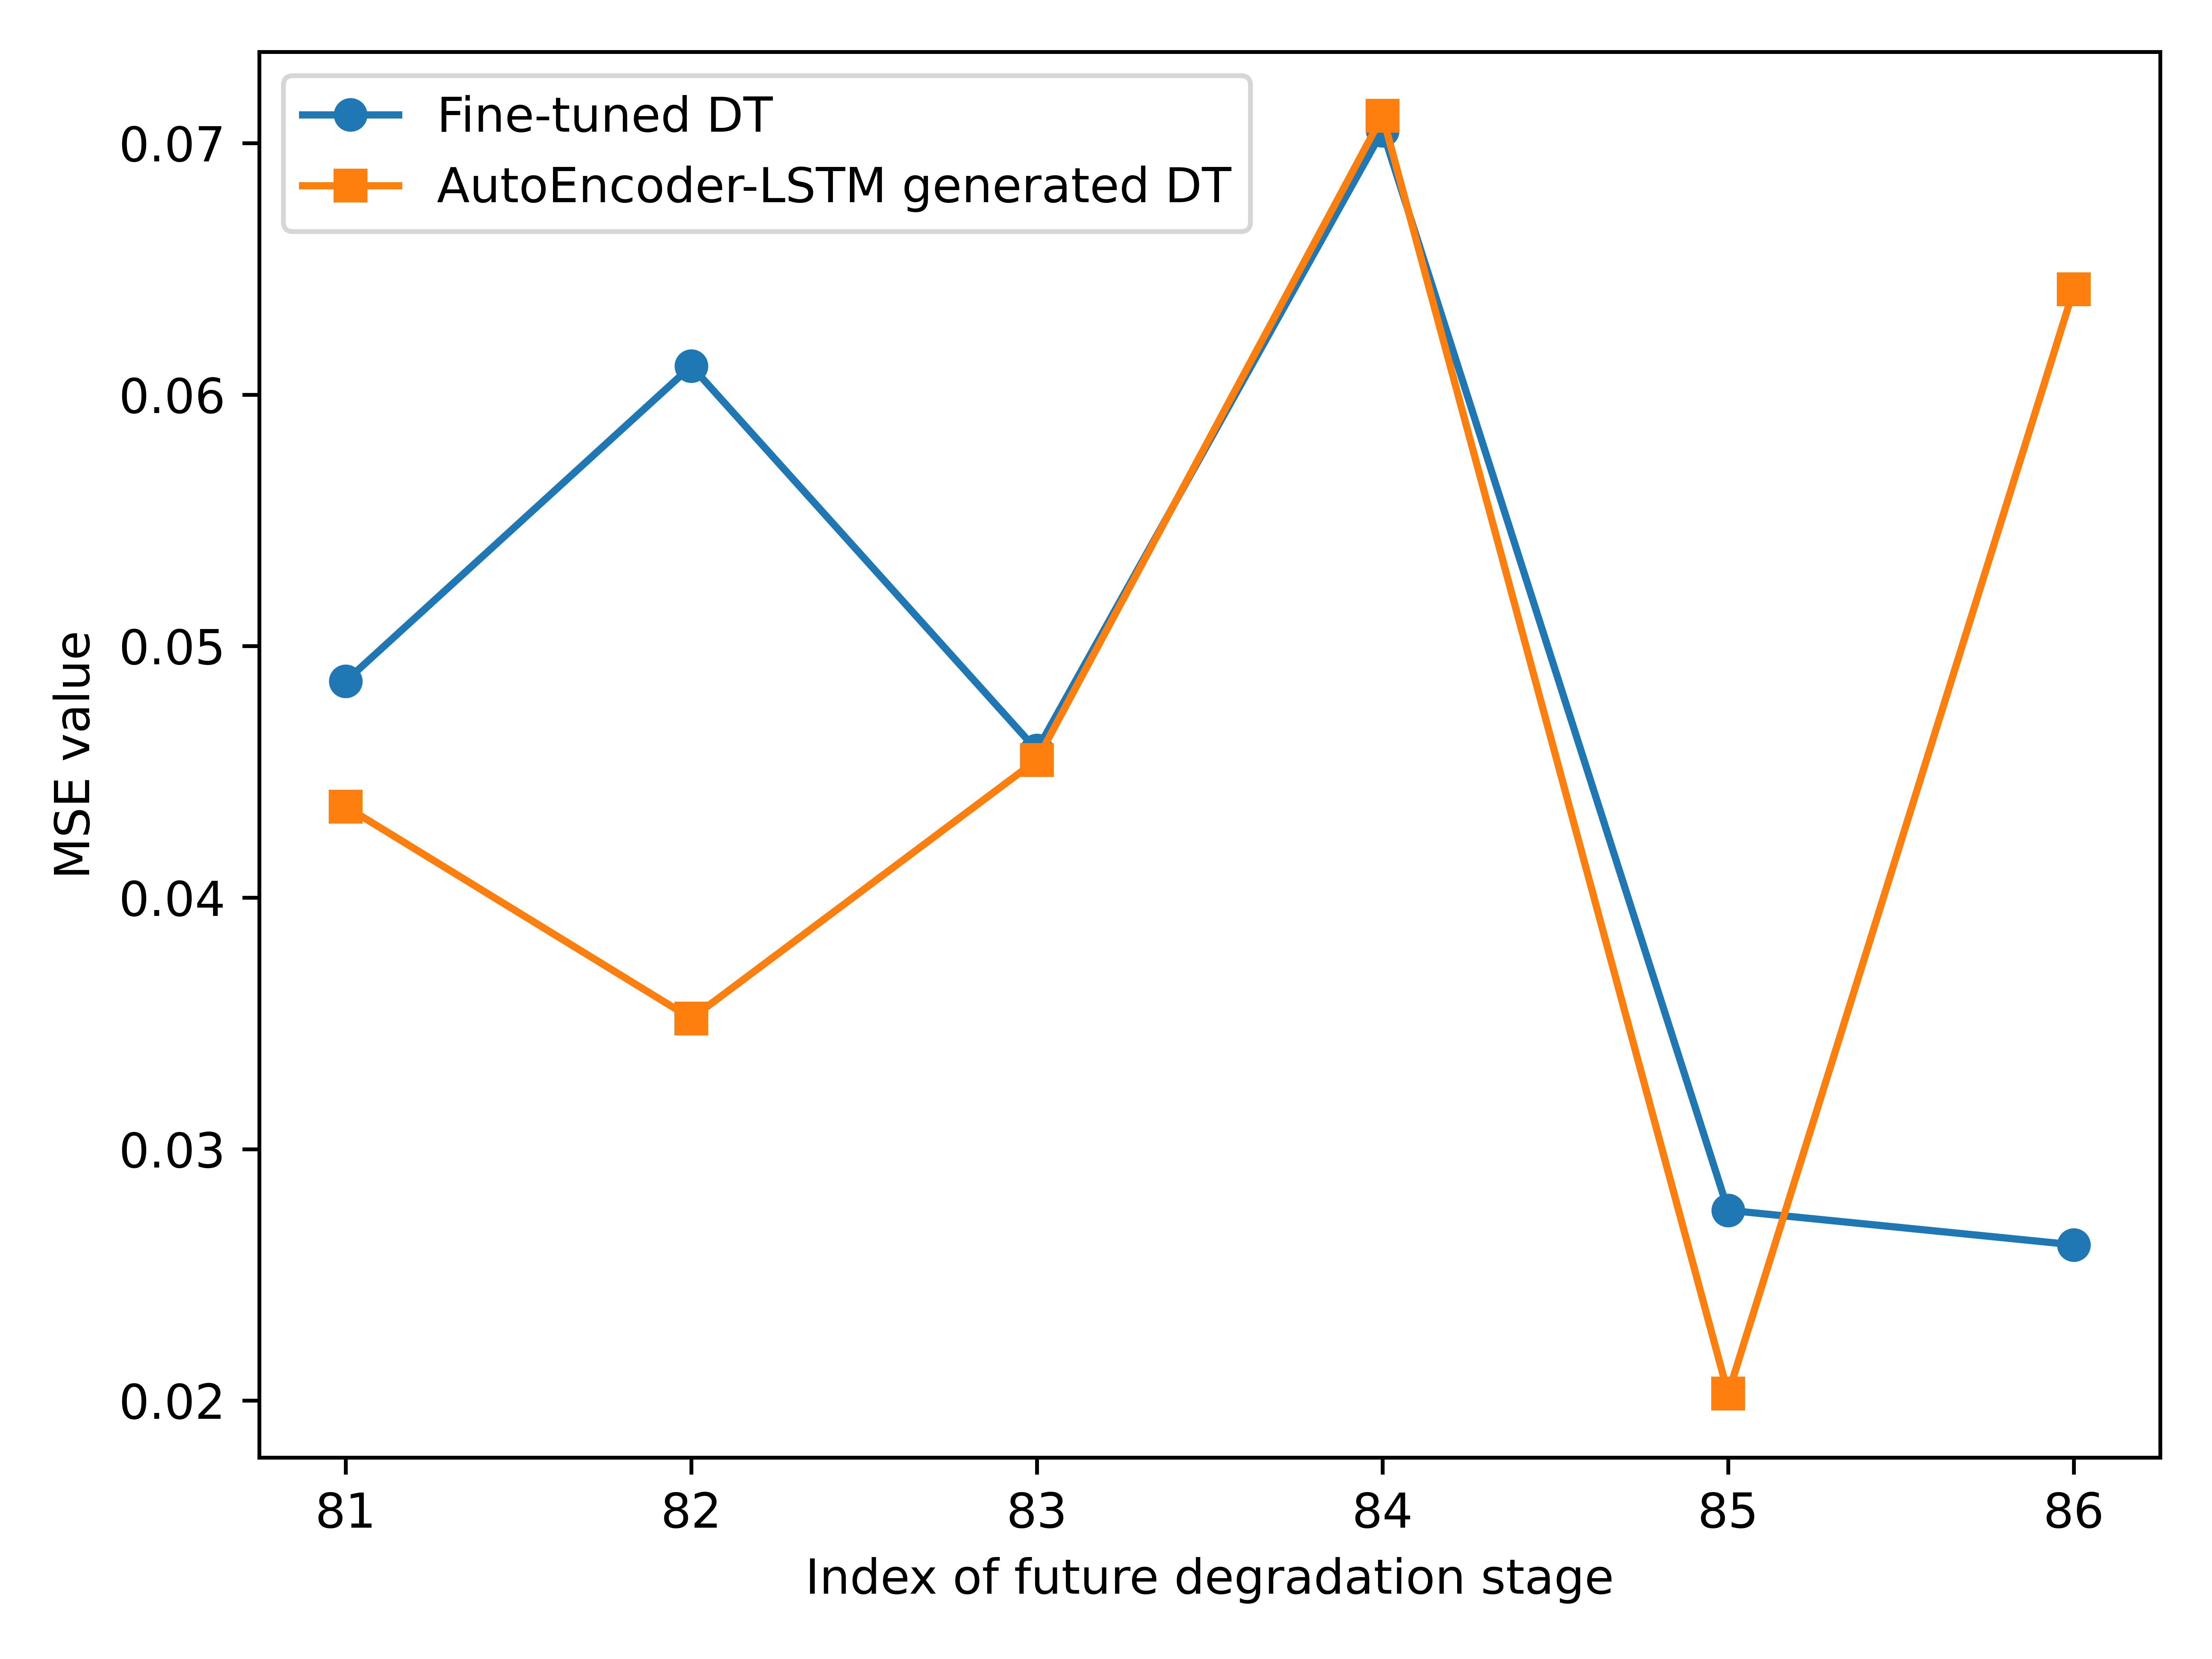 Fine-tuned DT
AutoEncoder-LSTM generated DT
0.07
0.06
0.05
0.04
0.03
0.02
MSE value
81 82 83 84 85 86
Index of future degradation stage